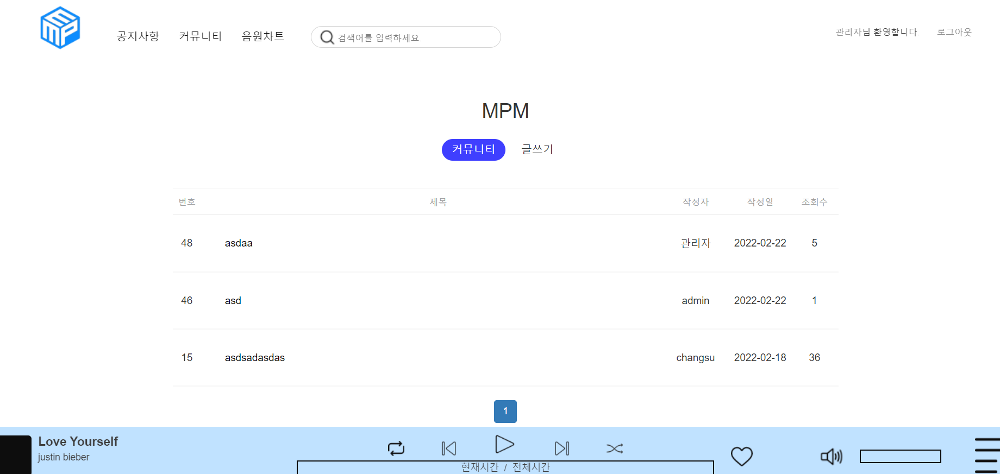 공지사항 커뮤니티 음원차트 검색어를 입력하세요. 관리자님 환영합니다. 로그아웃
MPM
커뮤니티 글쓰기
번호 제목 작성자 작성일 조회수
48 asdaa 관리자 2022-02-22 5
46 asd admin 2022-02-22 1
15 asdsadasdas changsu 2022-02-18 36
1
Love Yourself
justin bieber
현재시간 / 전체시간